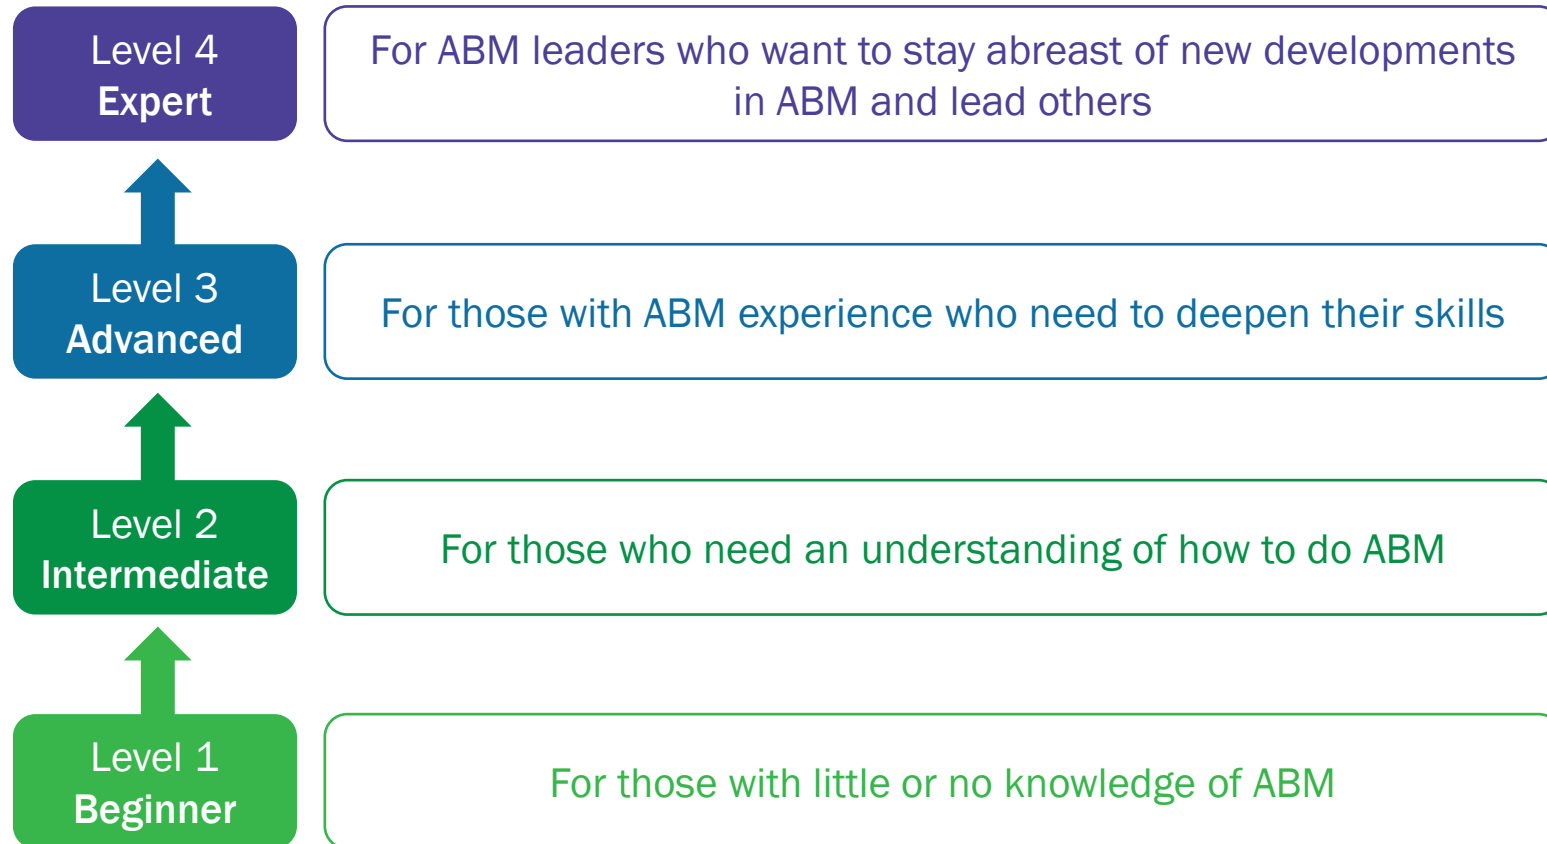 Level 4
Expert
For ABM leaders who want to stay abreast of new developments
in ABM and lead others
Level 3
Advanced
For those with ABM experience who need to deepen their skills
Level 2
Intermediate
For those who need an understanding of how to do ABM
Level 1
Beginner
For those with little or no knowledge of ABM